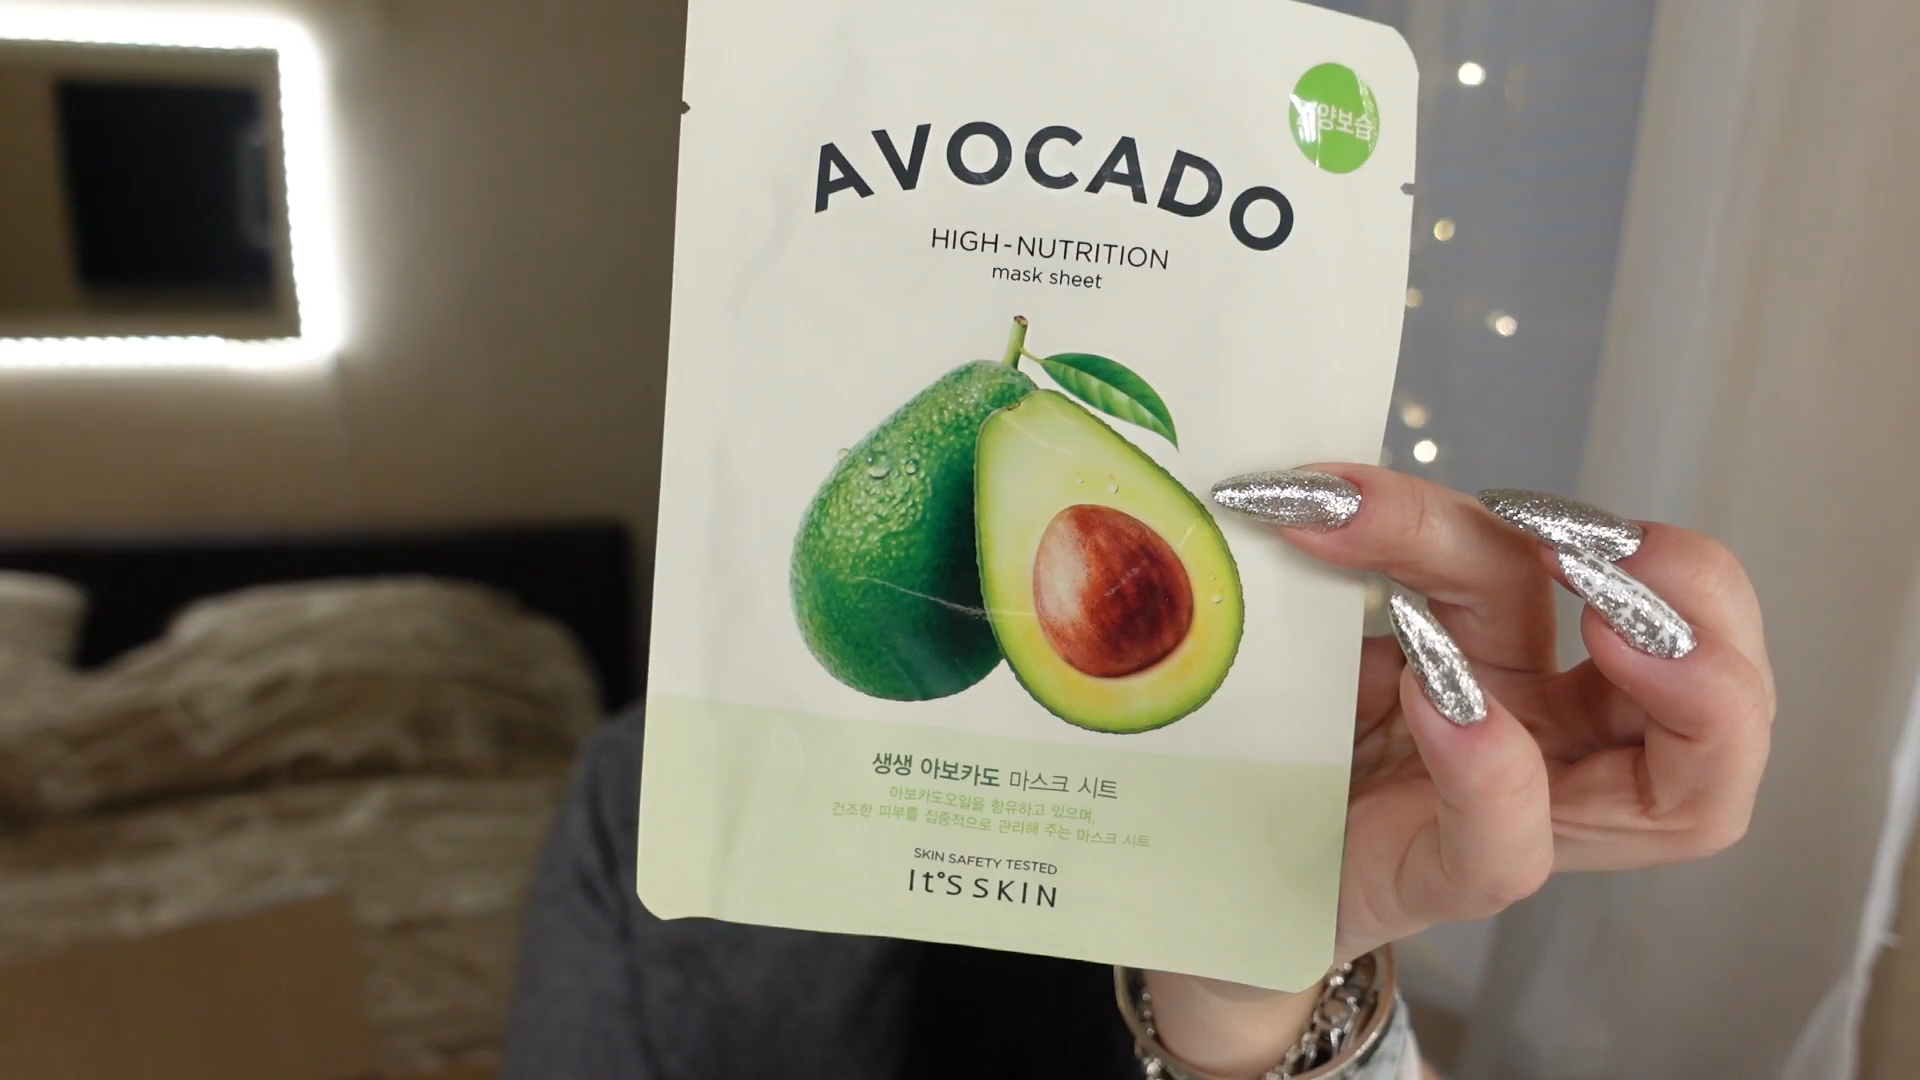 AVOCADO
HIGH-NUTRITION
mask sheet
생생 아보카도 마스크 시트
아보카도오일을 함유하고 있으며,
건조한 피부를 집중적으로 관리해 주는 마스크 시트
SKIN SAFETY TESTED
It'S SKIN